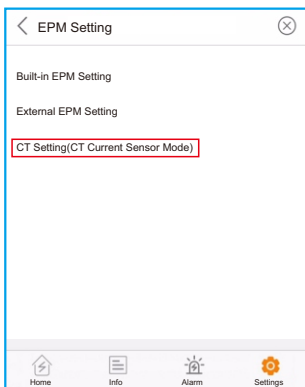 EPM Setting
Built-in EPM Setting
External EPM Setting
CT Setting(CT Current Sensor Mode)
Home Info Alarm Settings